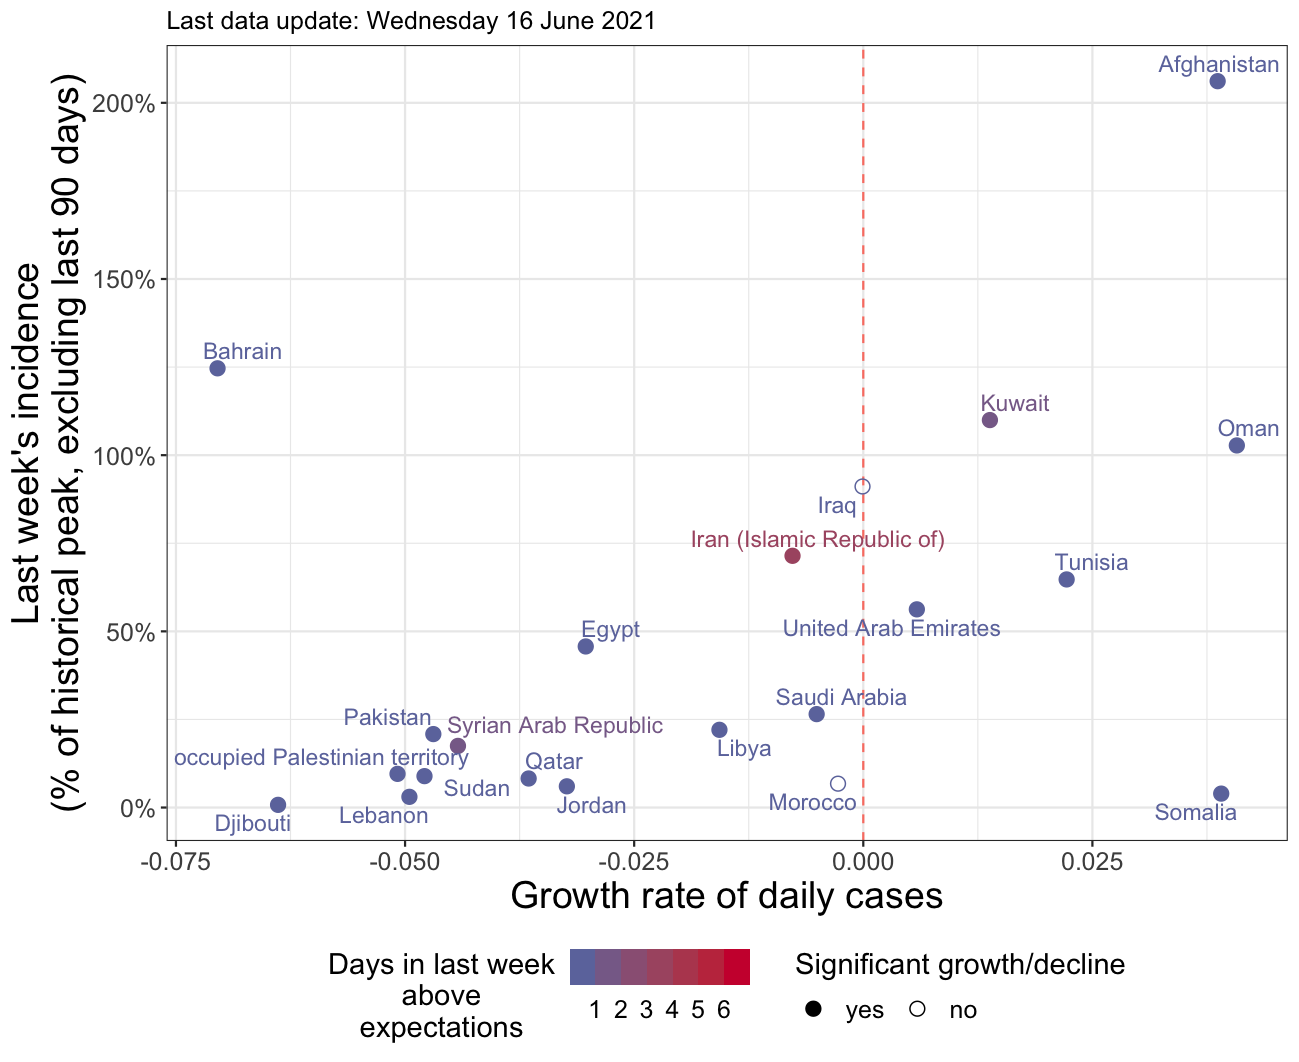 Last data update: Wednesday 16 June 2021
Last week's incidence
(% of historical peak, excluding last 90 days)
200%
150%
100%
50%
0%
Afghanistan
Bahrain
Kuwait
Oman
Iraq
Iran (Islamic Republic of)
Tunisia
United Arab Emirates
Egypt
Saudi Arabia
Pakistan
Syrian Arab Republic
Libya
occupied Palestinian territory
Qatar
Sudan
Morocco
Jordan
Somalia
Lebanon
Djibouti
-0.075 -0.050 -0.025 0.000 0.025
Growth rate of daily cases
Days in last week
above
expectations
1 2 3 4 5 6
Significant growth/decline
yes no